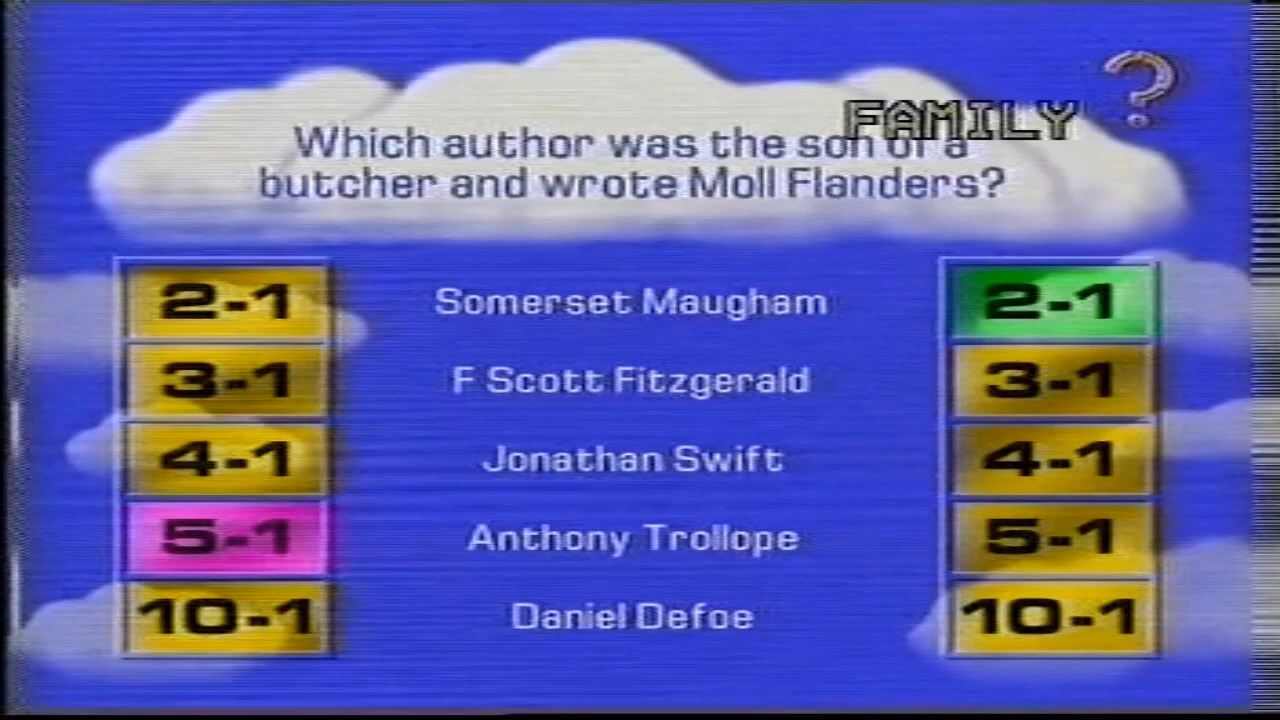 FAMILY
Which author was the son of a
butcher and wrote Moll Flanders?
2-1 Somerset Maugham 2-1
3-1 F Scott Fitzgerald 3-1
4-1 Jonathan Swift 4-1
5-1 Anthony Trollope 5-1
10-1 Daniel Defoe 10-1